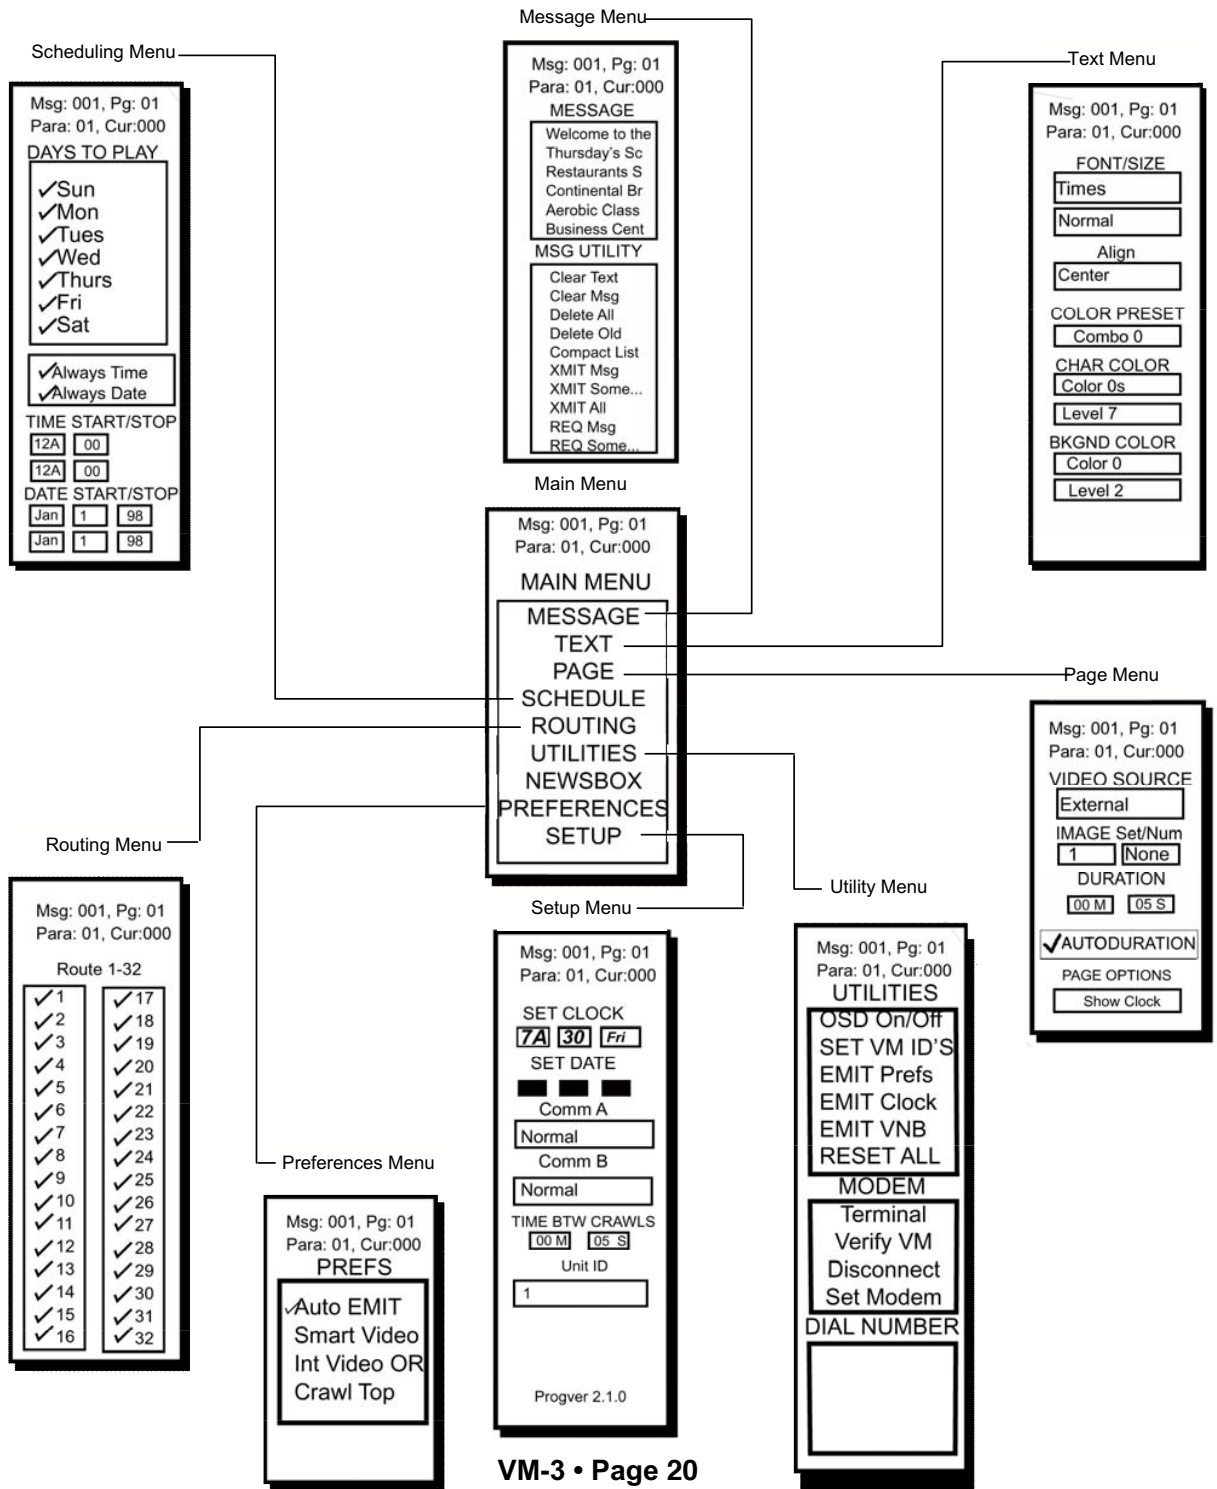 Message Menu
Msg: 001, Pg: 01
Para: 01, Cur:000
MESSAGE
Welcome to the
Thursday's Sc
Restaurants S
Continental Br
Aerobic Class
Business Cent
MSG UTILITY
Clear Text
Clear Msg
Delete All
Delete Old
Compact List
XMIT Msg
XMIT Some...
XMIT All
REQ Msg
REQ Some...
Scheduling Menu
Msg: 001, Pg: 01
Para: 01, Cur:000
DAYS TO PLAY
✓Sun
✓Mon
✓Tues
✓Wed
✓Thurs
✓Fri
✓Sat
✓Always Time
✓Always Date
TIME START/STOP
12A 00
12A 00
DATE START/STOP
Jan 1 98
Jan 1 98
Text Menu
Msg: 001, Pg: 01
Para: 01, Cur:000
FONT/SIZE
Times
Normal
Align
Center
COLOR PRESET
Combo 0
CHAR COLOR
Color 0s
Level 7
BKGND COLOR
Color 0
Level 2
Main Menu
Msg: 001, Pg: 01
Para: 01, Cur:000
MAIN MENU
MESSAGE
TEXT
PAGE
SCHEDULE
ROUTING
UTILITIES
NEWSBOX
PREFERENCES
SETUP
Page Menu
Msg: 001, Pg: 01
Para: 01, Cur:000
VIDEO SOURCE
External
IMAGE Set/Num
1 None
DURATION
00 M 05 S
✓AUTODURATION
PAGE OPTIONS
Show Clock
Routing Menu
Msg: 001, Pg: 01
Para: 01, Cur:000
Route 1-32
✓1 ✓17
✓2 ✓18
✓3 ✓19
✓4 ✓20
✓5 ✓21
✓6 ✓22
✓7 ✓23
✓8 ✓24
✓9 ✓25
✓10 ✓26
✓11 ✓27
✓12 ✓28
✓13 ✓29
✓14 ✓30
✓15 ✓31
✓16 ✓32
Preferences Menu
Msg: 001, Pg: 01
Para: 01, Cur:000
PREFS
✓Auto EMIT
Smart Video
Int Video OR
Crawl Top
Setup Menu
Msg: 001, Pg: 01
Para: 01, Cur:000
SET CLOCK
7A 30 Fri
SET DATE
Comm A
Normal
Comm B
Normal
TIME BTW CRAWLS
00 M 05 S
Unit ID
1
Progver 2.1.0
Utility Menu
Msg: 001, Pg: 01
Para: 01, Cur:000
UTILITIES
OSD On/Off
SET VM ID'S
EMIT Prefs
EMIT Clock
EMIT VNB
RESET ALL
MODEM
Terminal
Verify VM
Disconnect
Set Modem
DIAL NUMBER
VM-3 • Page 20